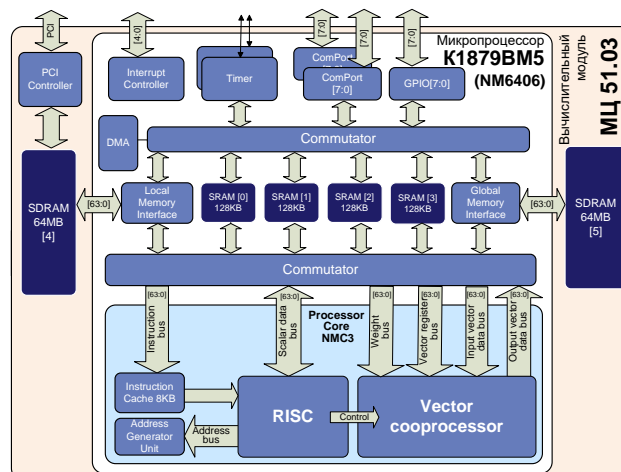 PCI
[4:0]
[7:0]
[7:0]
[7:0]
Микропроцессор
К1879ВМ5
(NM6406)
Вычислительный
модуль
МЦ 51.03
PCI
Controller
Interrupt
Controller
Timer
ComPort
ComPort
[7:0]
GPIO[7:0]
DMA
Commutator
SDRAM
64MB
[4]
[63:0]
Local
Memory
Interface
SRAM [0]
128KB
SRAM [1]
128KB
SRAM [2]
128KB
SRAM [3]
128KB
Global
Memory
Interface
[63:0]
SDRAM
64MB
[5]
Commutator
[63:0]
Instruction
bus
[63:0]
Scalar data
bus
Processor
Core
NMC3
[63:0]
Weight
bus
[63:0]
Vector register
bus
[63:0]
Input vector
data bus
[63:0]
Output vector
data bus
Instruction
Cache 8KB
RISC
Control
Vector
cooprocessor
Address
Generator
Unit
Address
bus